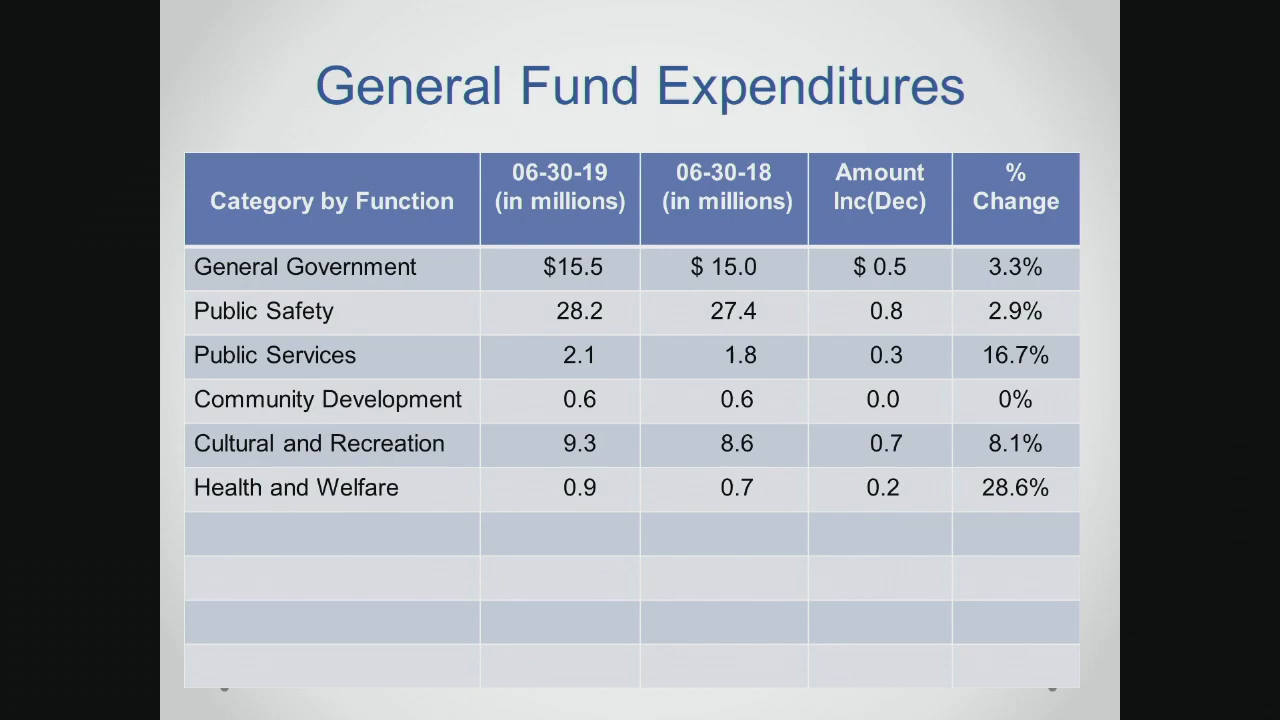 General Fund Expenditures
Category by Function 06-30-19 (in millions) 06-30-18 (in millions) Amount Inc(Dec) % Change
General Government $15.5 $ 15.0 $ 0.5 3.3%
Public Safety 28.2 27.4 0.8 2.9%
Public Services 2.1 1.8 0.3 16.7%
Community Development 0.6 0.6 0.0 0%
Cultural and Recreation 9.3 8.6 0.7 8.1%
Health and Welfare 0.9 0.7 0.2 28.6%